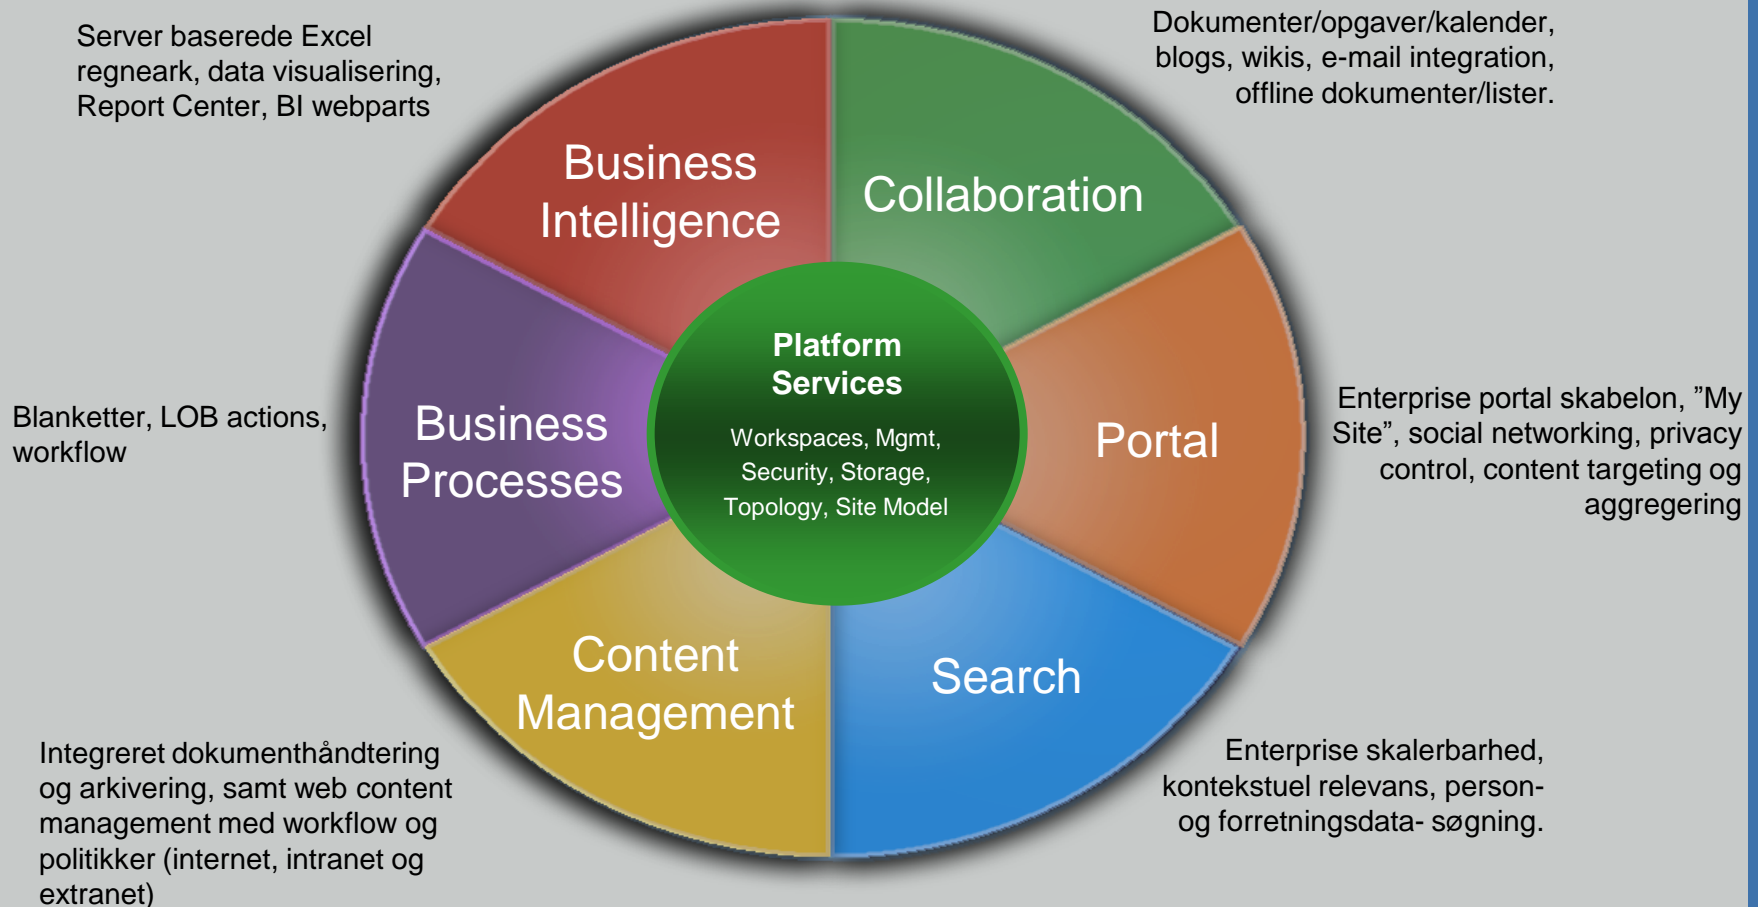 Server baserede Excel
regneark, data visualisering,
Report Center, BI webparts
Dokumenter/opgaver/kalender,
blogs, wikis, e-mail integration,
offline dokumenter/lister.
Business
Intelligence
Collaboration
Platform
Services
Workspaces, Mgmt,
Security, Storage,
Topology, Site Model
Blanketter, LOB actions,
workflow
Business
Processes
Portal
Enterprise portal skabelon, ”My
Site”, social networking, privacy
control, content targeting og
aggregering
Content
Management
Search
Integreret dokumenthåndtering
og arkivering, samt web content
management med workflow og
politikker (internet, intranet og
extranet)
Enterprise skalerbarhed,
kontekstuel relevans, person-
og forretningsdata- søgning.